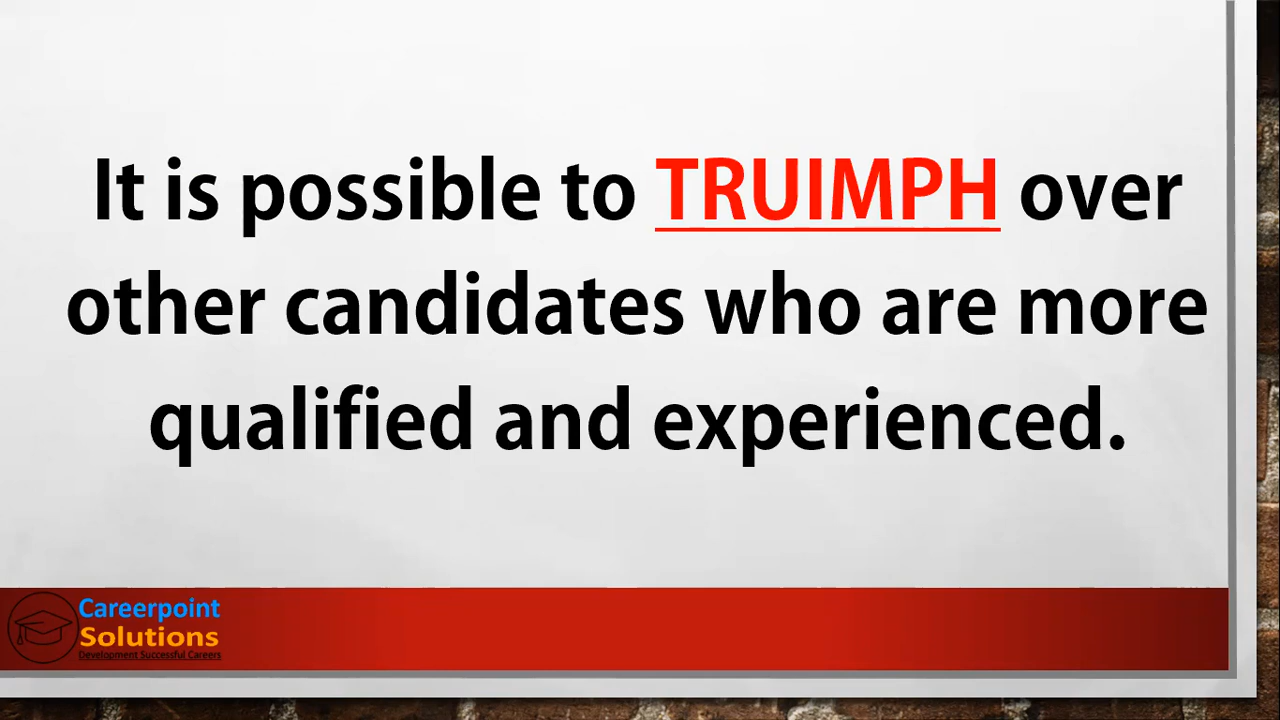 It is possible to TRUIMPH over
other candidates who are more
qualified and experienced.
Careerpoint
Solutions
Development Successful Careers